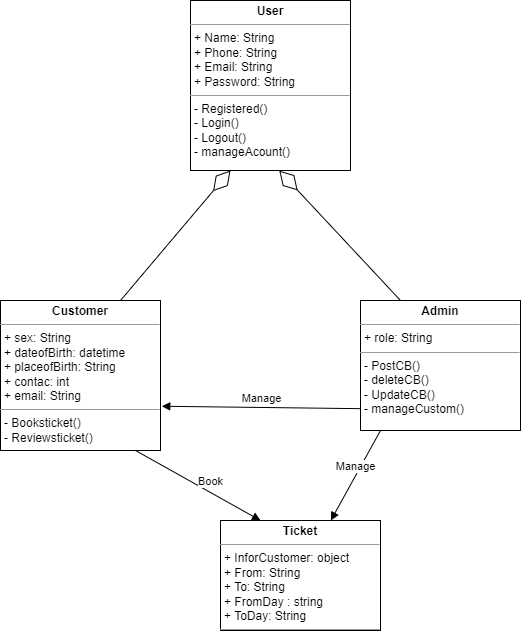 User
+ Name: String
+ Phone: String
+ Email: String
+ Password: String
- Registered()
- Login()
- Logout()
- manageAcount()
Customer
+ sex: String
+ dateofBirth: datetime
+ placeofBirth: String
+ contac: int
+ email: String
- Booksticket()
- Reviewsticket()
Admin
+ role: String
- PostCB()
- deleteCB()
- UpdateCB()
- manageCustom()
Manage
Manage
Book
Ticket
+ InforCustomer: object
+ From: String
+ To: String
+ FromDay : string
+ ToDay: String